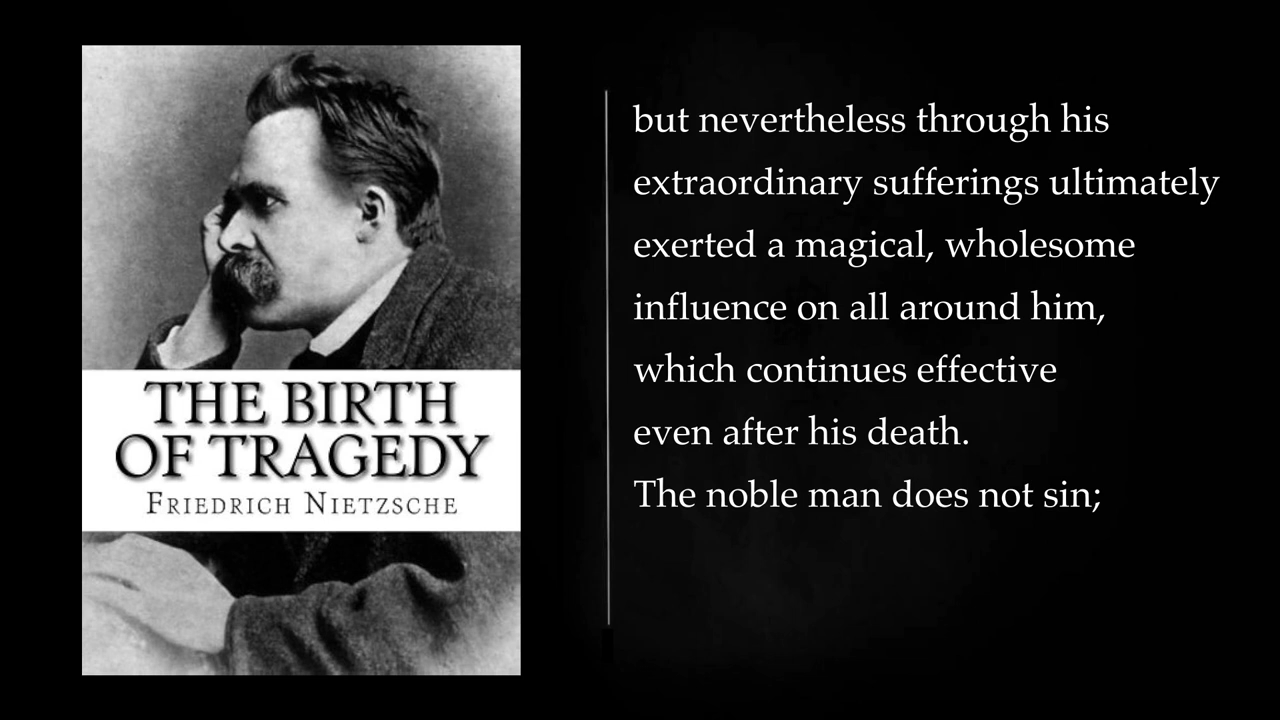 THE BIRTH
OF TRAGEDY
FRIEDRICH NIETZSCHE
but nevertheless through his
extraordinary sufferings ultimately
exerted a magical, wholesome
influence on all around him,
which continues effective
even after his death.
The noble man does not sin;